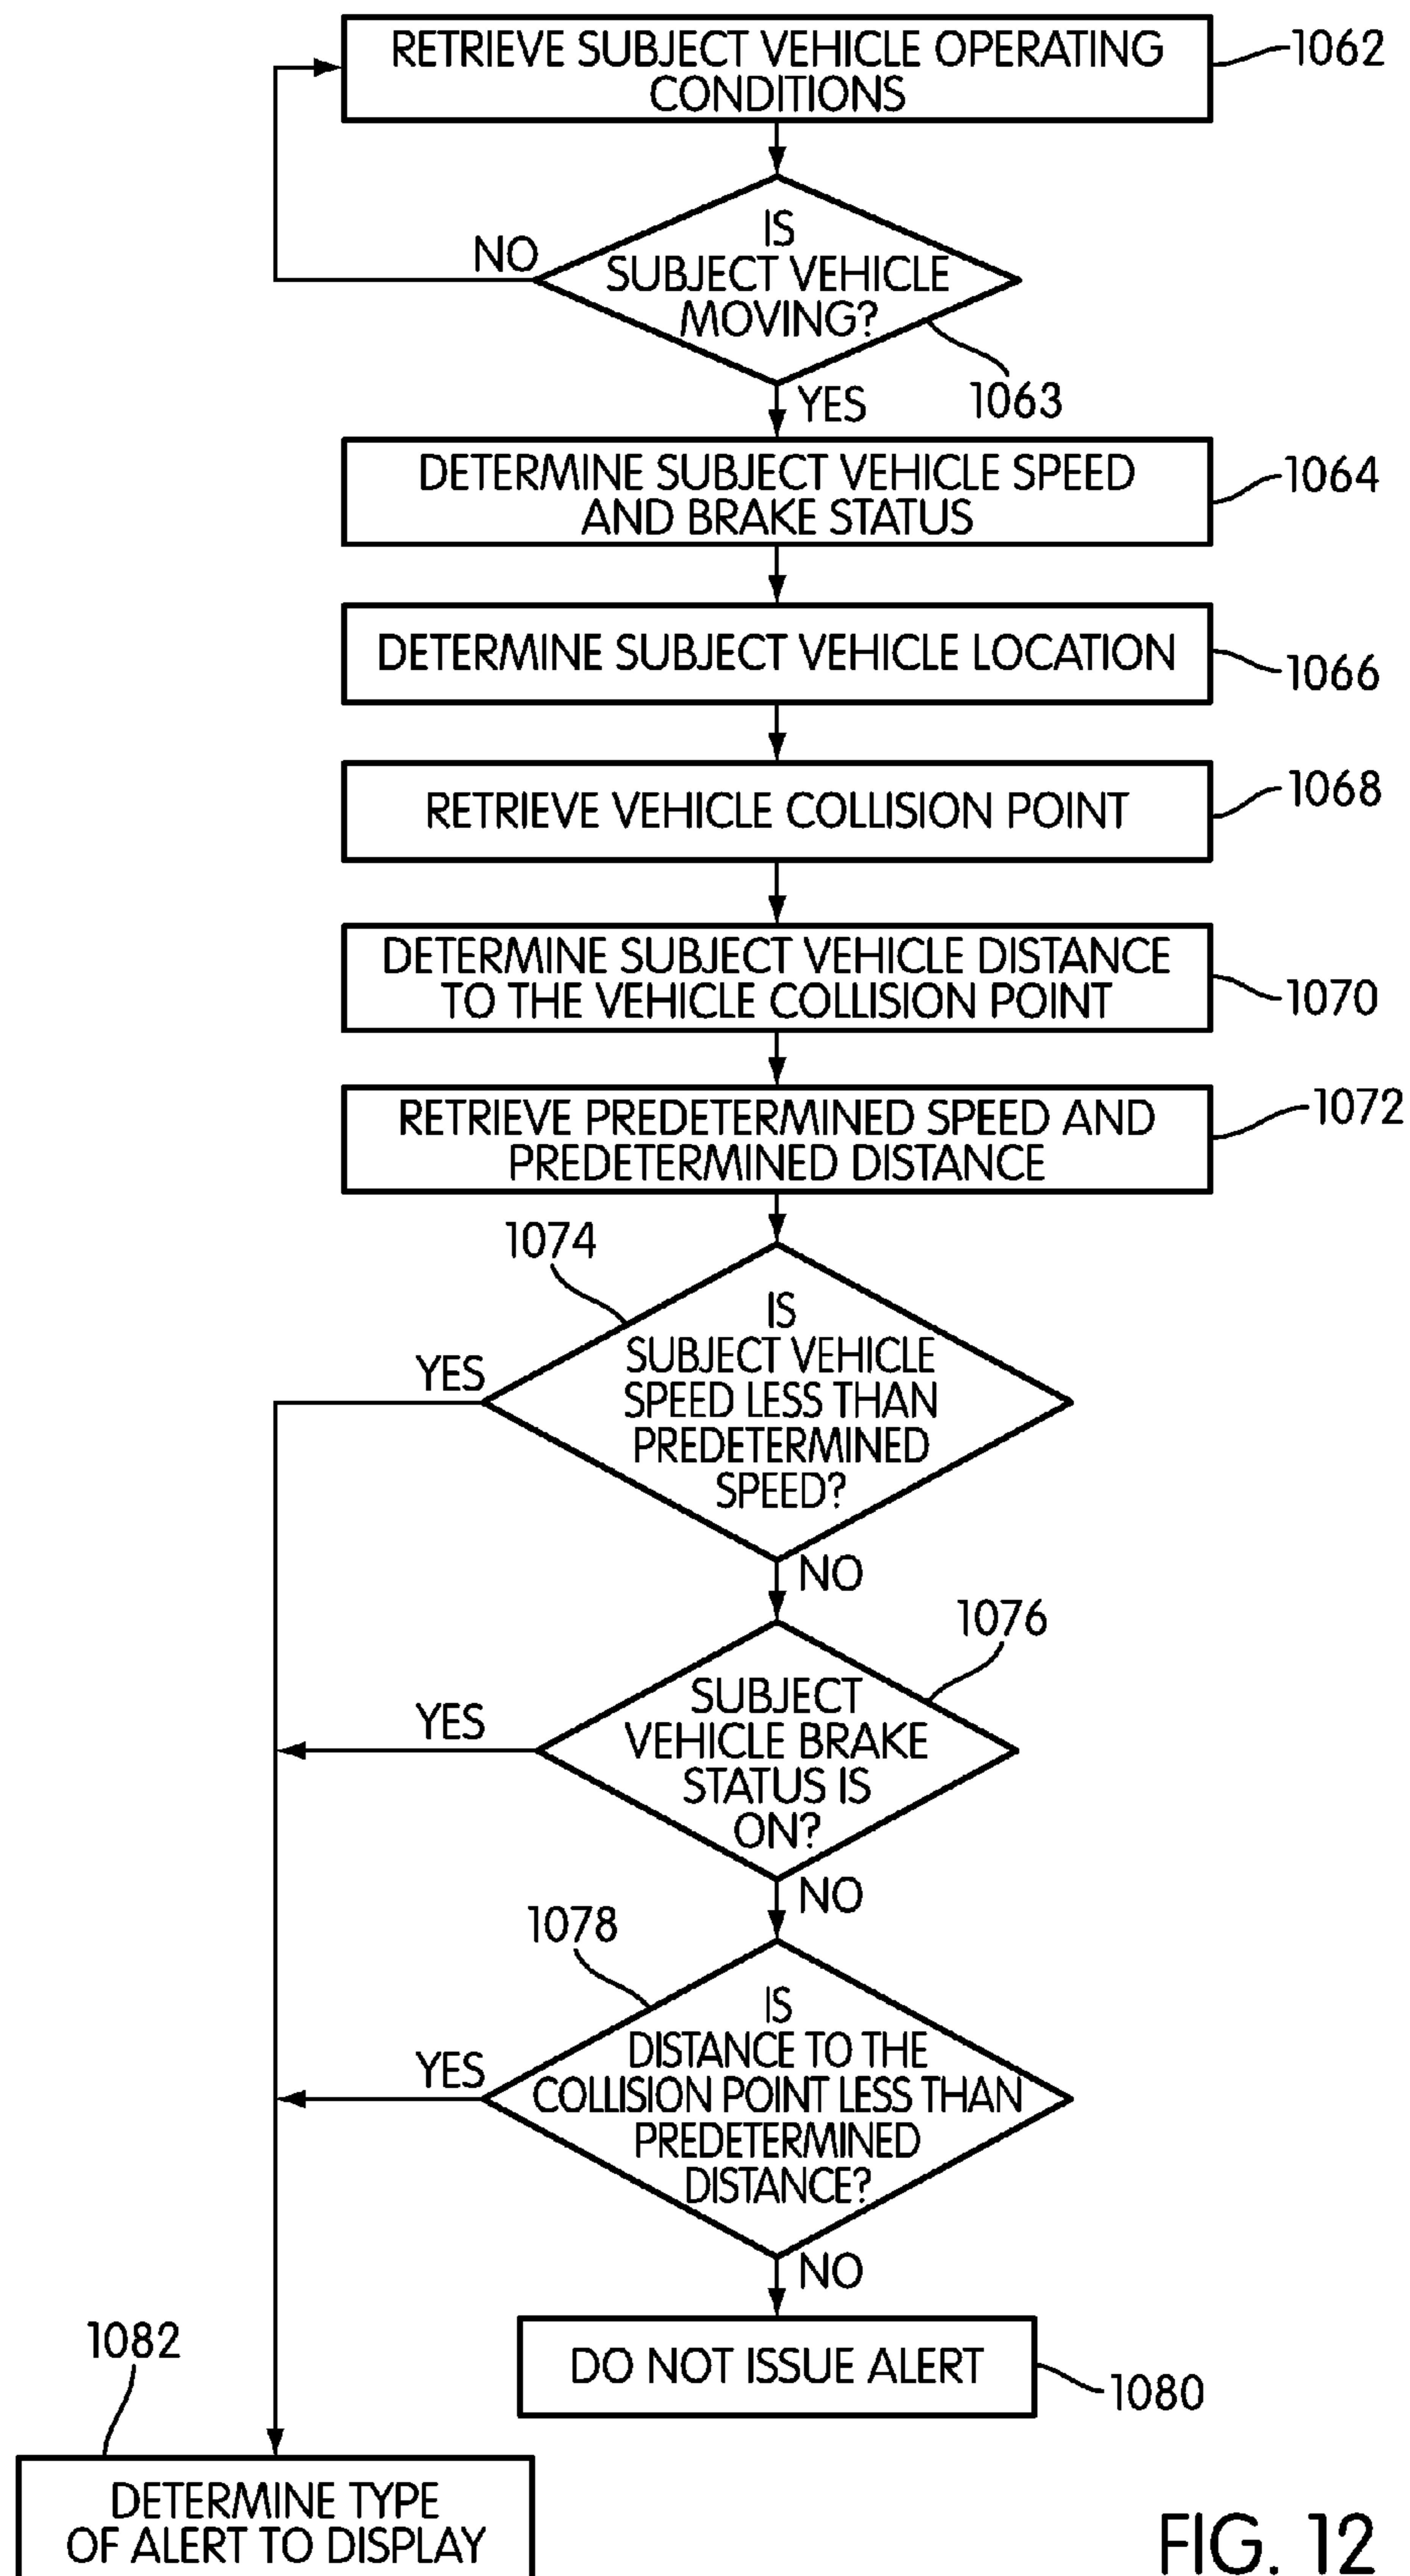 RETRIEVE SUBJECT VEHICLE OPERATING
CONDITIONS
1062
IS
SUBJECT VEHICLE
MOVING?
NO
1063
YES
DETERMINE SUBJECT VEHICLE SPEED
AND BRAKE STATUS
1064
DETERMINE SUBJECT VEHICLE LOCATION
1066
RETRIEVE VEHICLE COLLISION POINT
1068
DETERMINE SUBJECT VEHICLE DISTANCE
TO THE VEHICLE COLLISION POINT
1070
RETRIEVE PREDETERMINED SPEED AND
PREDETERMINED DISTANCE
1072
1074
IS
SUBJECT VEHICLE
SPEED LESS THAN
PREDETERMINED
SPEED?
YES
NO
1076
SUBJECT
VEHICLE BRAKE
STATUS IS
ON?
YES
NO
1078
IS
DISTANCE TO THE
COLLISION POINT LESS THAN
PREDETERMINED
DISTANCE?
YES
NO
DO NOT ISSUE ALERT
1080
1082
DETERMINE TYPE
OF ALERT TO DISPLAY
FIG. 12